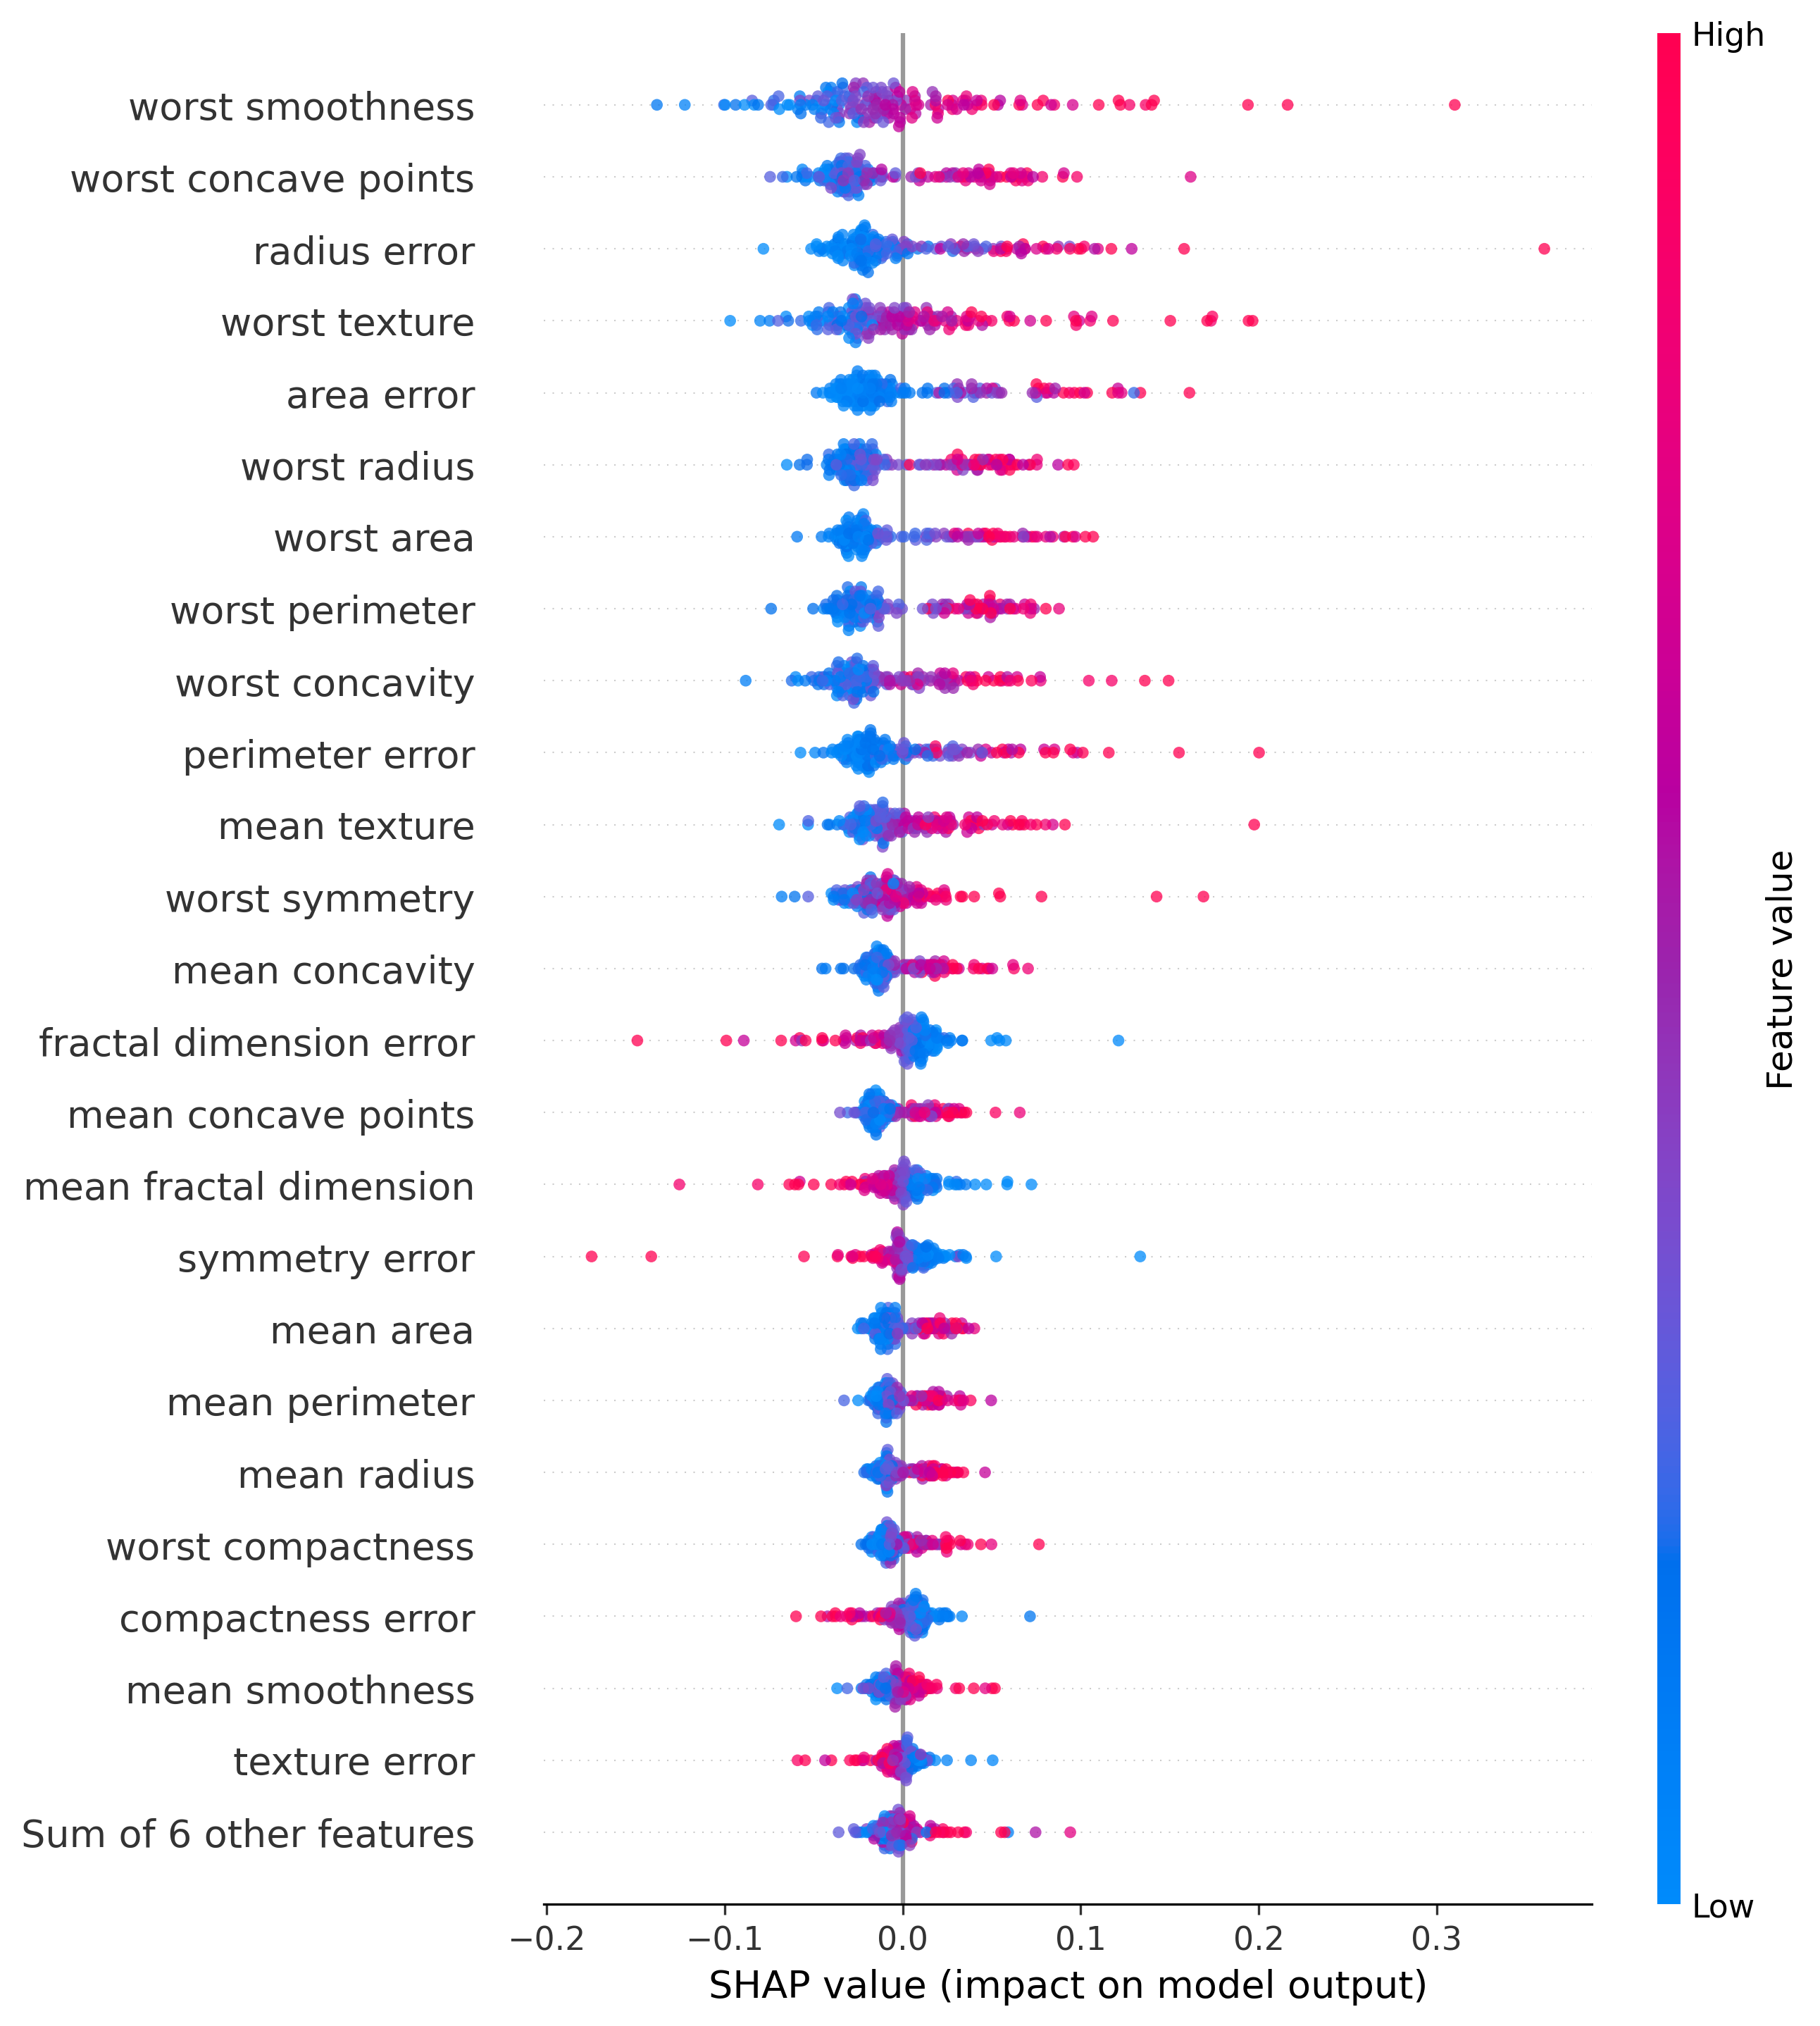 High
worst smoothness
worst concave points
radius error
worst texture
area error
worst radius
worst area
worst perimeter
worst concavity
perimeter error
mean texture
worst symmetry
mean concavity
fractal dimension error
mean concave points
mean fractal dimension
symmetry error
mean area
mean perimeter
mean radius
worst compactness
compactness error
mean smoothness
texture error
Sum of 6 other features
Feature value
Low
−0.2 −0.1 0.0 0.1 0.2 0.3
SHAP value (impact on model output)